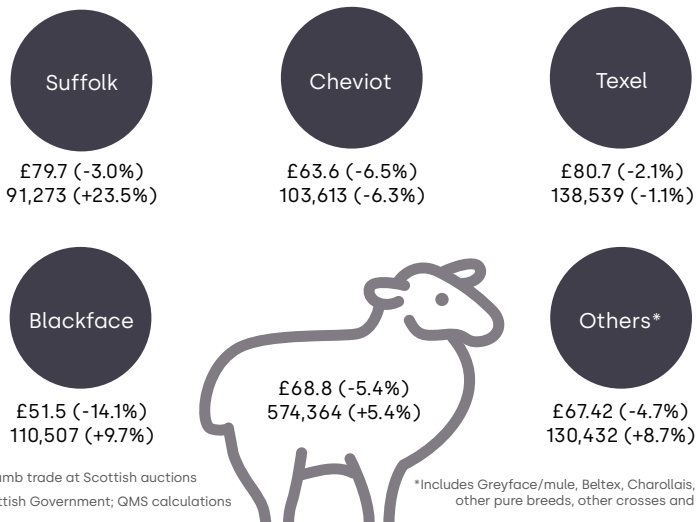 Suffolk
£79.7 (-3.0%)
91,273 (+23.5%)
Cheviot
£63.6 (-6.5%)
103,613 (-6.3%)
Texel
£80.7 (-2.1%)
138,539 (-1.1%)
Blackface
£51.5 (-14.1%)
110,507 (+9.7%)
£68.8 (-5.4%)
574,364 (+5.4%)
Others*
£67.42 (-4.7%)
130,432 (+8.7%)
trade at Scottish auctions
Government; QMS calculations
*Includes Greyface/mule, Beltex, Charollais,
other pure breeds, other crosses and